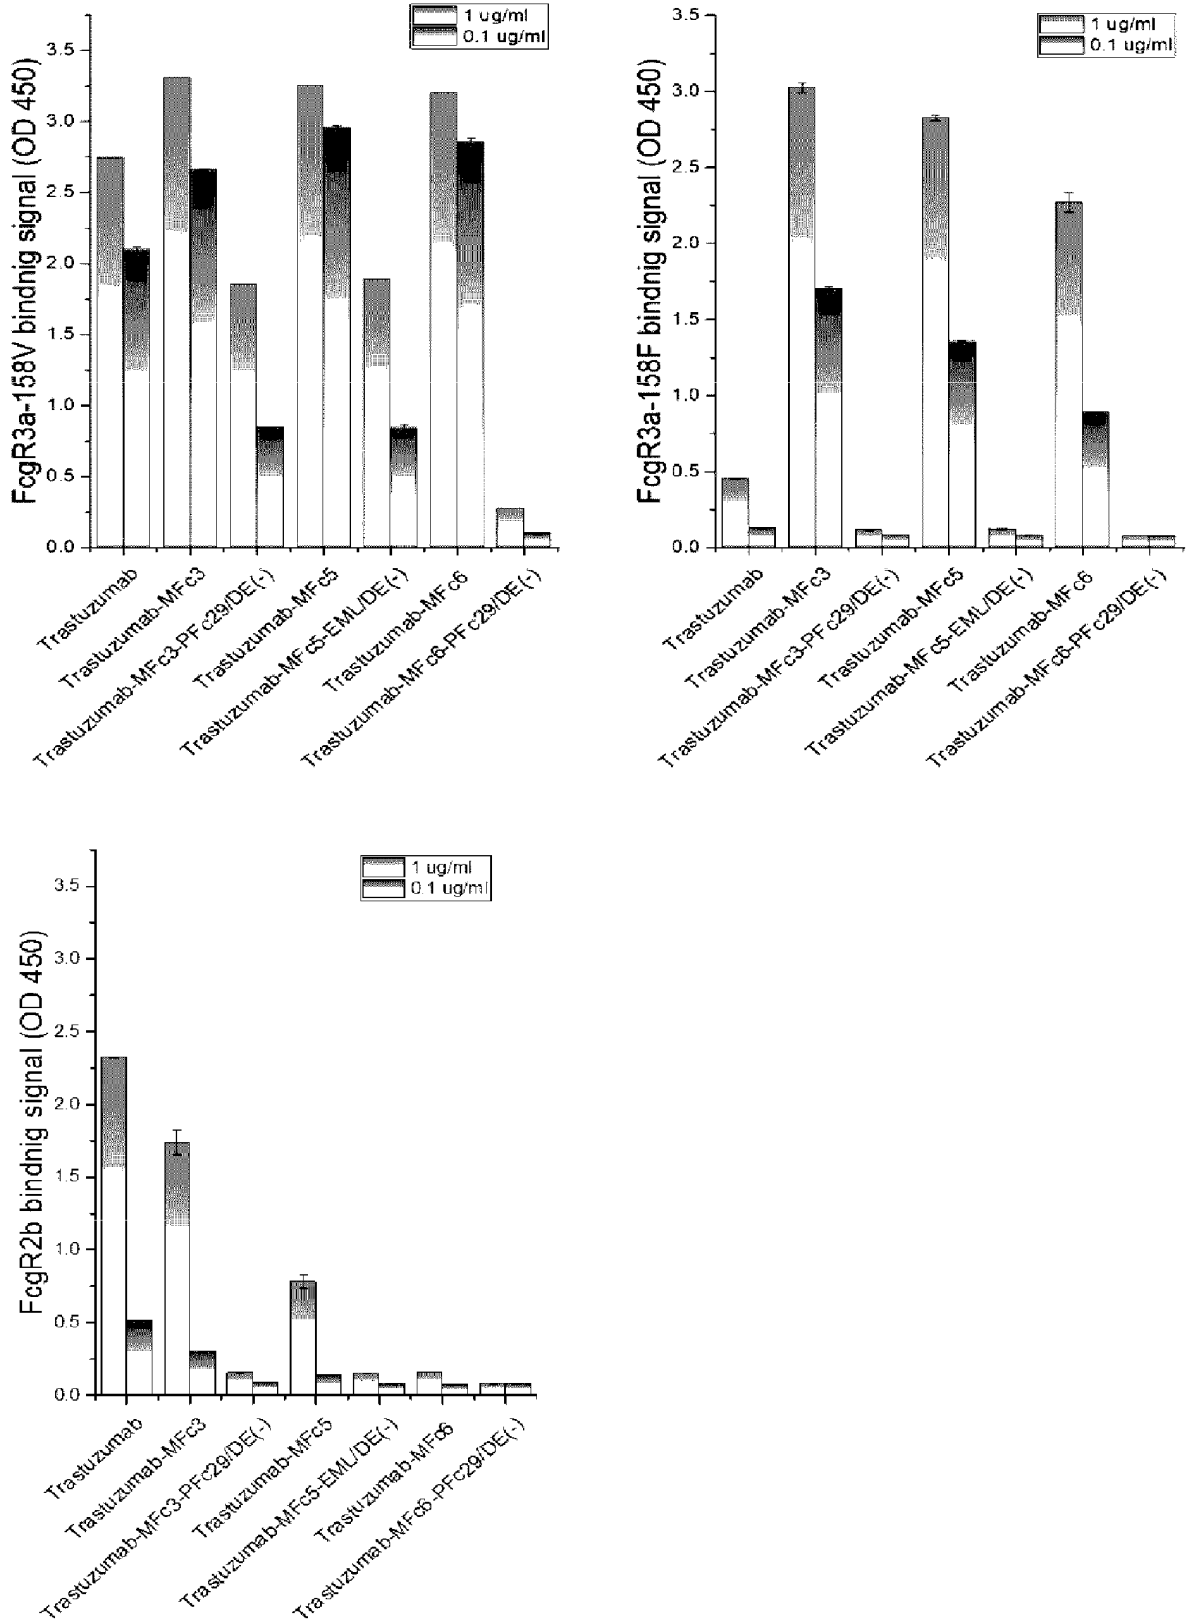 1 ug/ml
0.1 ug/ml
FcgR3a-158V bindnig signal (OD 450)
3.5
3.0
2.5
2.0
1.5
1.0
0.5
0.0
Trastuzumab
Trastuzumab-MFc3
Trastuzumab-MFc3-PFc29/DE(-)
Trastuzumab-MFc5
Trastuzumab-MFc5-EML/DE(-)
Trastuzumab-MFc6
Trastuzumab-MFc6-PFc29/DE(-)
1 ug/ml
0.1 ug/ml
FcgR3a-158F bindnig signal (OD 450)
3.5
3.0
2.5
2.0
1.5
1.0
0.5
0.0
Trastuzumab
Trastuzumab-MFc3
Trastuzumab-MFc3-PFc29/DE(-)
Trastuzumab-MFc5
Trastuzumab-MFc5-EML/DE(-)
Trastuzumab-MFc6
Trastuzumab-MFc6-PFc29/DE(-)
1 ug/ml
0.1 ug/ml
FcgR2b bindnig signal (OD 450)
3.5
3.0
2.5
2.0
1.5
1.0
0.5
0.0
Trastuzumab
Trastuzumab-MFc3
Trastuzumab-MFc3-PFc29/DE(-)
Trastuzumab-MFc5
Trastuzumab-MFc5-EML/DE(-)
Trastuzumab-MFc6
Trastuzumab-MFc6-PFc29/DE(-)